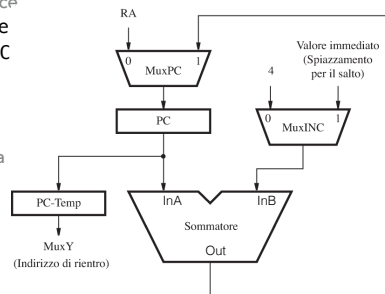 ce
e
C
a
RA
Valore immediato
(Spiazzamento
per il salto)
4
0
1
MuxPC
0
1
MuxINC
PC
PC-Temp
InA
InB
Sommatore
MuxY
(Indirizzo di rientro)
Out